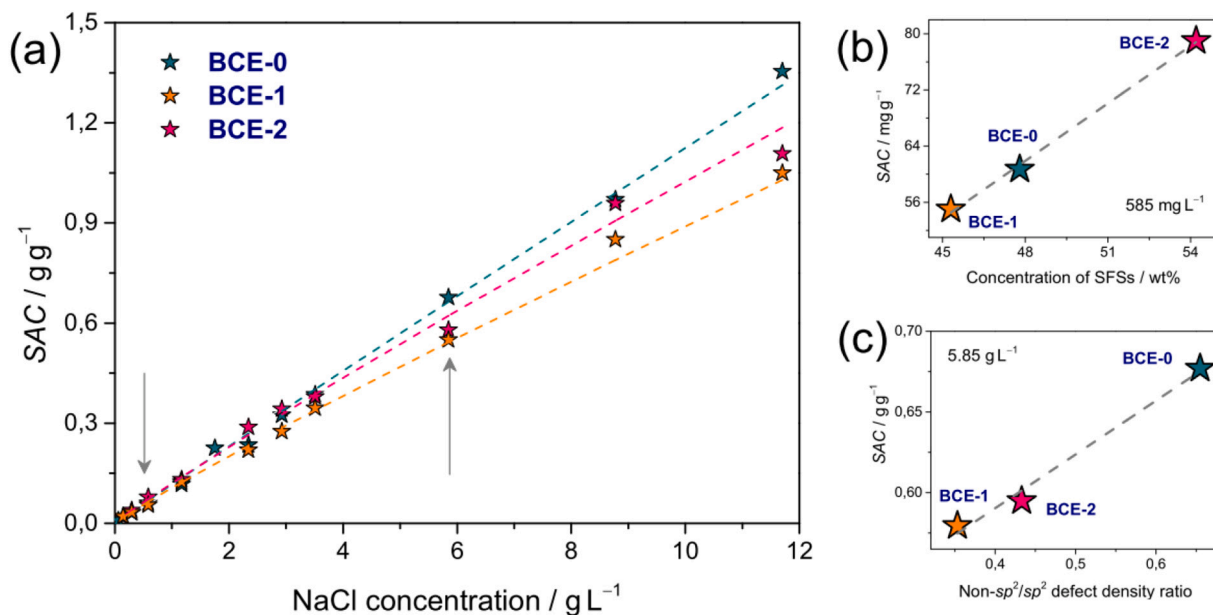 (a)
1,5
1,2
0,9
0,6
0,3
0,0
SAC / g g⁻¹
BCE-0
BCE-1
BCE-2
0 2 4 6 8 10 12
NaCl concentration / g L⁻¹
(b)
80
72
64
56
SAC / mg g⁻¹
BCE-2
BCE-0
BCE-1
585 mg L⁻¹
45 48 51 54
Concentration of SFSs / wt%
(c)
0,70
0,65
0,60
SAC / g g⁻¹
5.85 g L⁻¹
BCE-0
BCE-1
BCE-2
0,4 0,5 0,6
Non-sp²/sp² defect density ratio